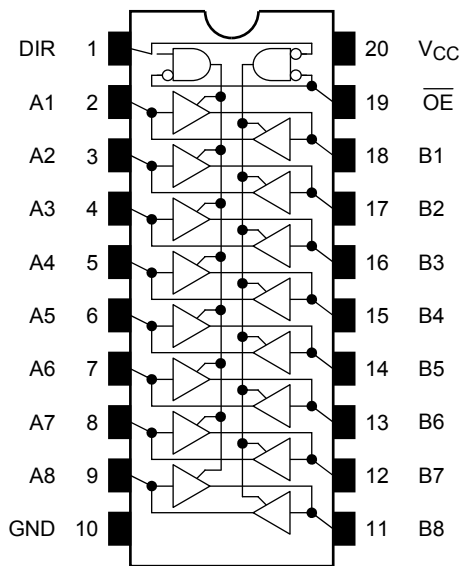 DIR 1 20 V_CC
A1 2 19 O̅E̅
A2 3 18 B1
A3 4 17 B2
A4 5 16 B3
A5 6 15 B4
A6 7 14 B5
A7 8 13 B6
A8 9 12 B7
GND 10 11 B8